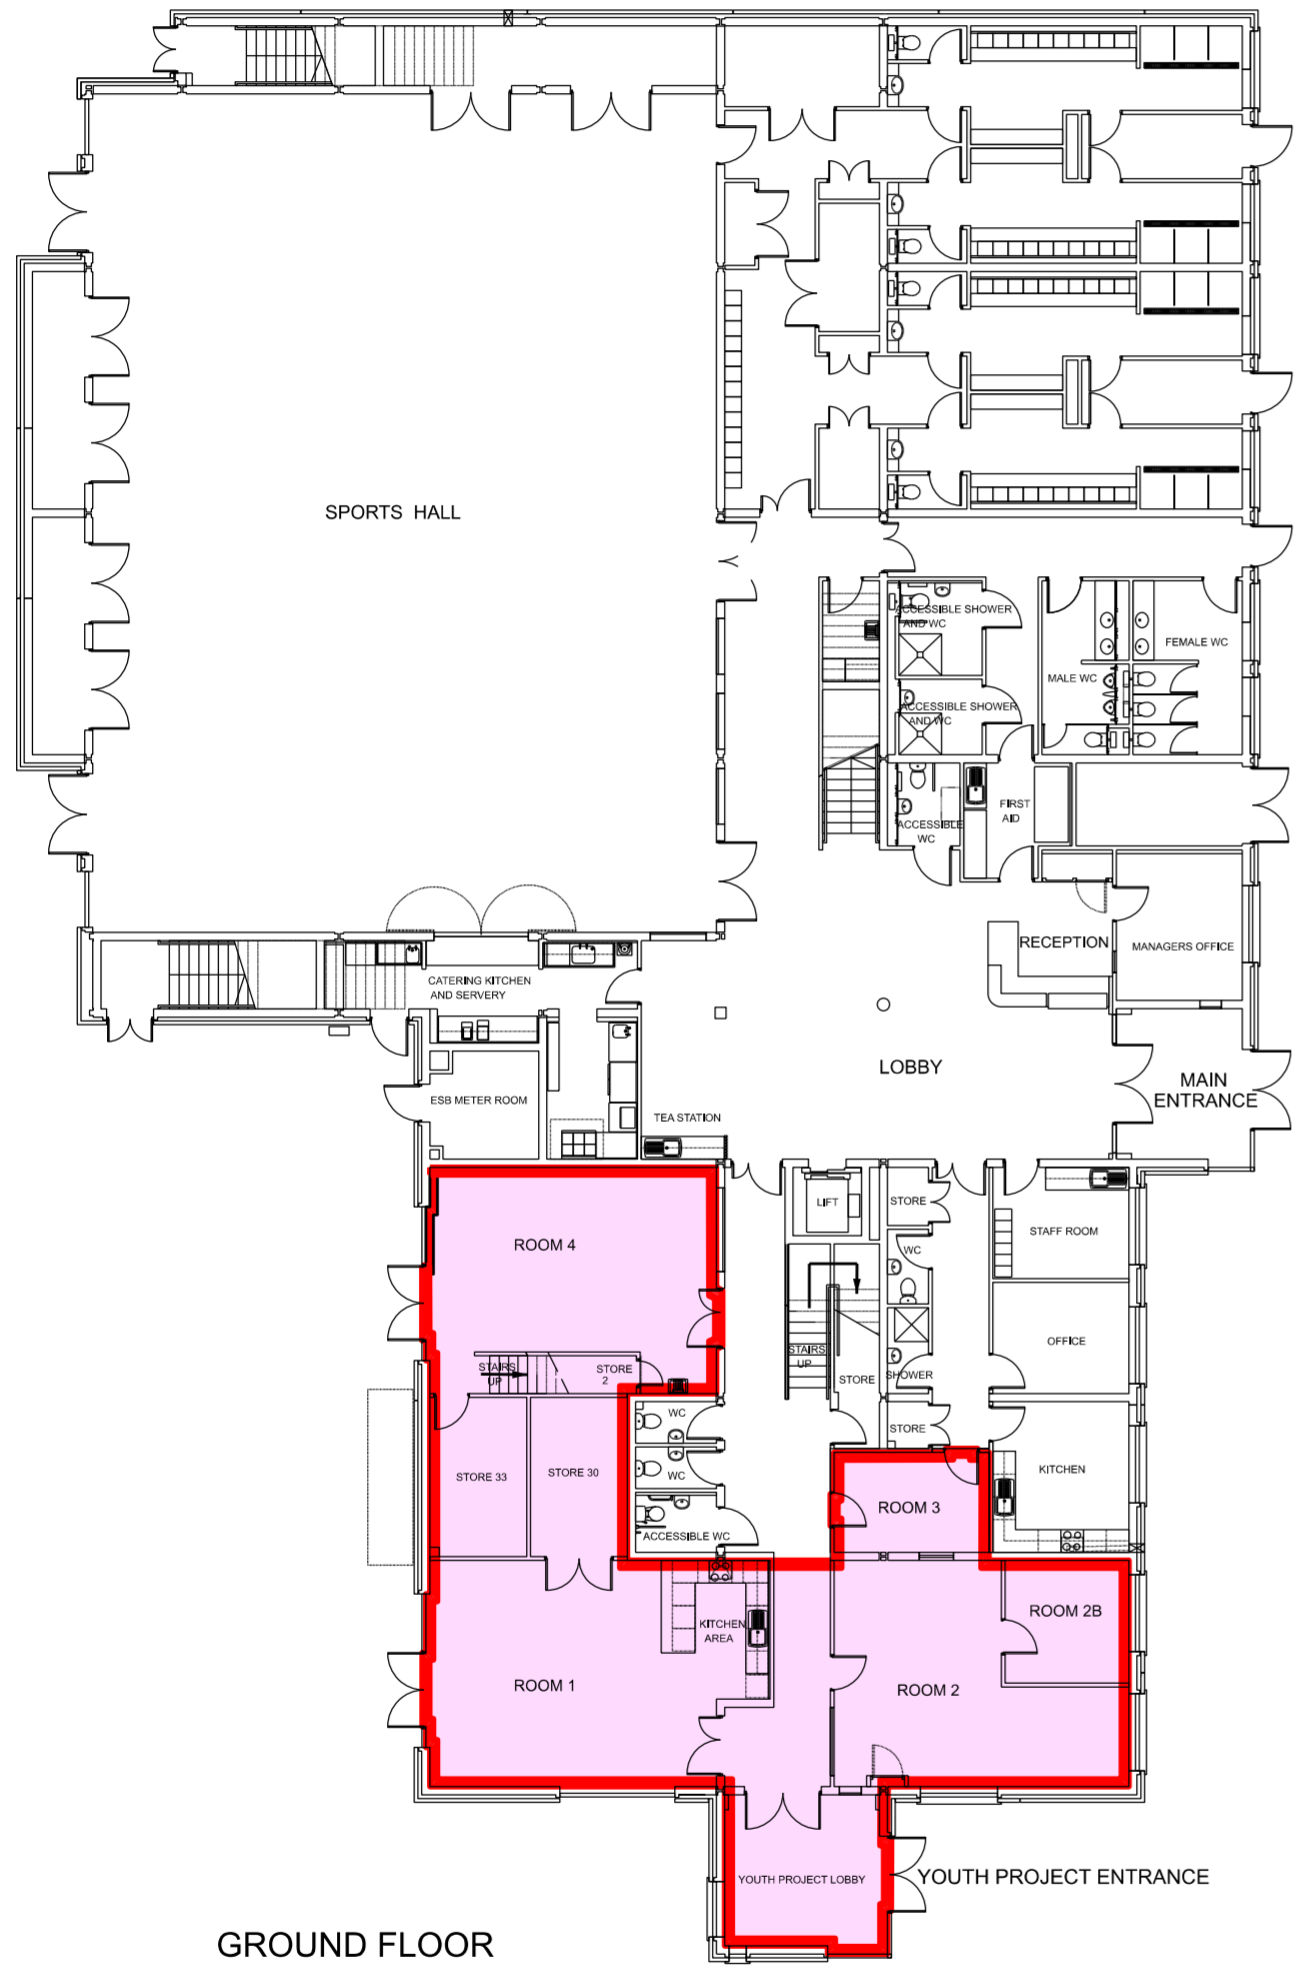 SPORTS HALL
ACCESSIBLE SHOWER
AND WC
FEMALE WC
MALE WC
ACCESSIBLE SHOWER
AND WC
FIRST
AID
ACCESSIBLE
WC
RECEPTION
MANAGERS OFFICE
CATERING KITCHEN
AND SERVERY
LOBBY
MAIN
ENTRANCE
ESB METER ROOM
TEA STATION
LIFT
STORE
STAFF ROOM
ROOM 4
WC
OFFICE
STAIRS
UP
STORE
2
STAIRS
UP
STORE
SHOWER
WC
STORE
WC
STORE 33
STORE 30
KITCHEN
ROOM 3
ACCESSIBLE WC
KITCHEN
AREA
ROOM 2B
ROOM 1
ROOM 2
YOUTH PROJECT LOBBY
YOUTH PROJECT ENTRANCE
GROUND FLOOR